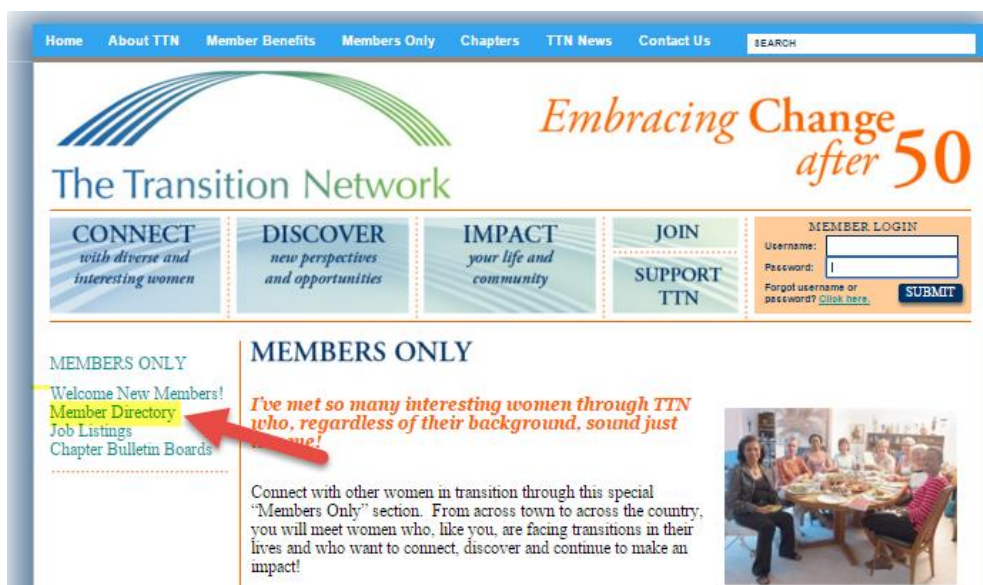 Home About TTN Member Benefits Members Only Chapters TTN News Contact Us SEARCH
The Transition Network
Embracing Change
after 50
CONNECT
with diverse and
interesting women
DISCOVER
new perspectives
and opportunities
IMPACT
your life and
community
JOIN
SUPPORT
TTN
MEMBER LOGIN
Username:
Password:
Forgot username or
password? Click here.
SUBMIT
MEMBERS ONLY
Welcome New Members!
Member Directory
Job Listings
Chapter Bulletin Boards
MEMBERS ONLY
I've met so many interesting women through TTN
who, regardless of their background, sound just
me!
Connect with other women in transition through this special
“Members Only” section. From across town to across the country,
you will meet women who, like you, are facing transitions in their
lives and who want to connect, discover and continue to make an
impact!